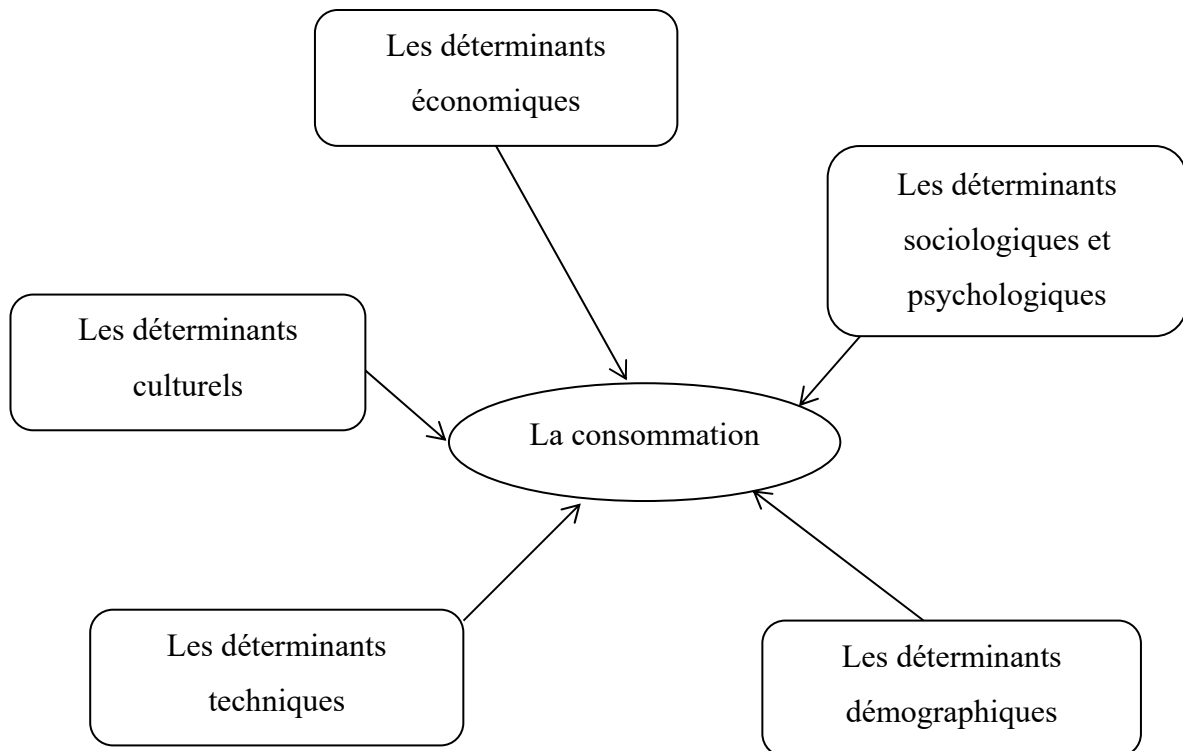 Les déterminants
économiques
Les déterminants
sociologiques et
psychologiques
Les déterminants
culturels
La consommation
Les déterminants
techniques
Les déterminants
démographiques